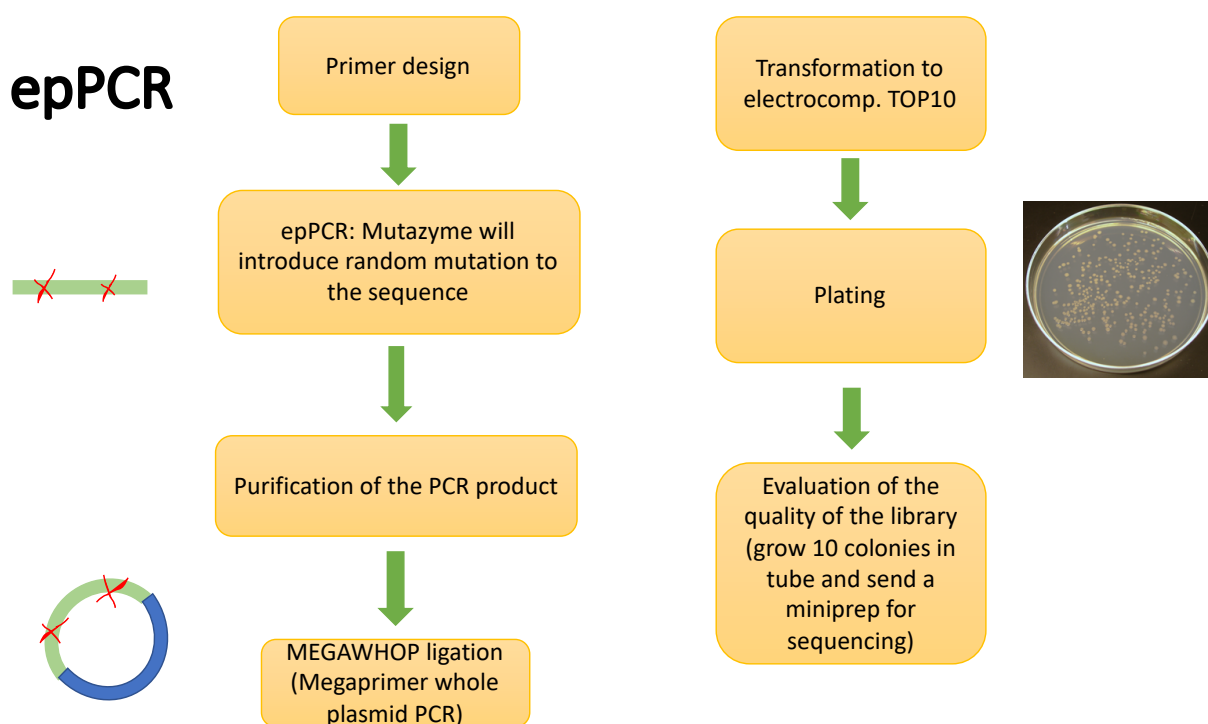 epPCR
Primer design
epPCR: Mutazyme will
introduce random mutation to
the sequence
Purification of the PCR product
MEGAWHOP ligation
(Megaprimer whole
plasmid PCR)
Transformation to
electrocomp. TOP10
Plating
Evaluation of the
quality of the library
(grow 10 colonies in
tube and send a
miniprep for
sequencing)